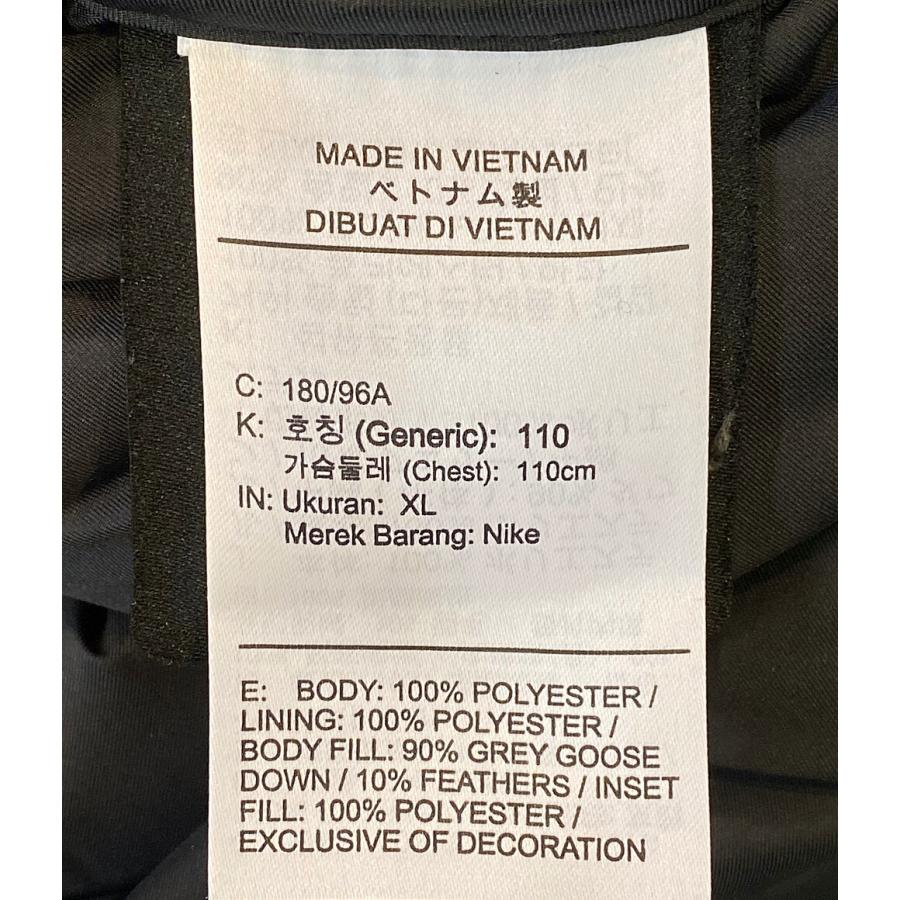 MADE IN VIETNAM
ベトナム製
DIBUAT DI VIETNAM
C: 180/96A
K: 호칭 (Generic): 110
가슴둘레 (Chest): 110cm
IN: Ukuran: XL
Merek Barang: Nike
E: BODY: 100% POLYESTER /
LINING: 100% POLYESTER /
BODY FILL: 90% GREY GOOSE
DOWN / 10% FEATHERS / INSET
FILL: 100% POLYESTER /
EXCLUSIVE OF DECORATION